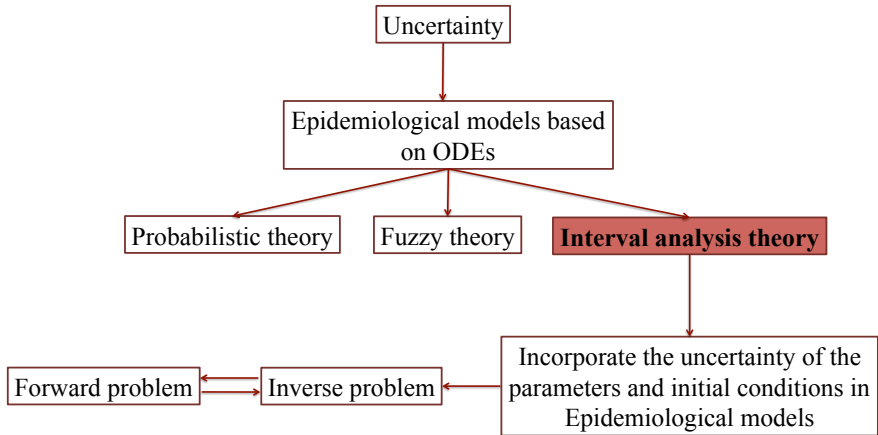 Uncertainty
Epidemiological models based
on ODEs
Probabilistic theory
Fuzzy theory
Interval analysis theory
Incorporate the uncertainty of the
parameters and initial conditions in
Epidemiological models
Forward problem
Inverse problem